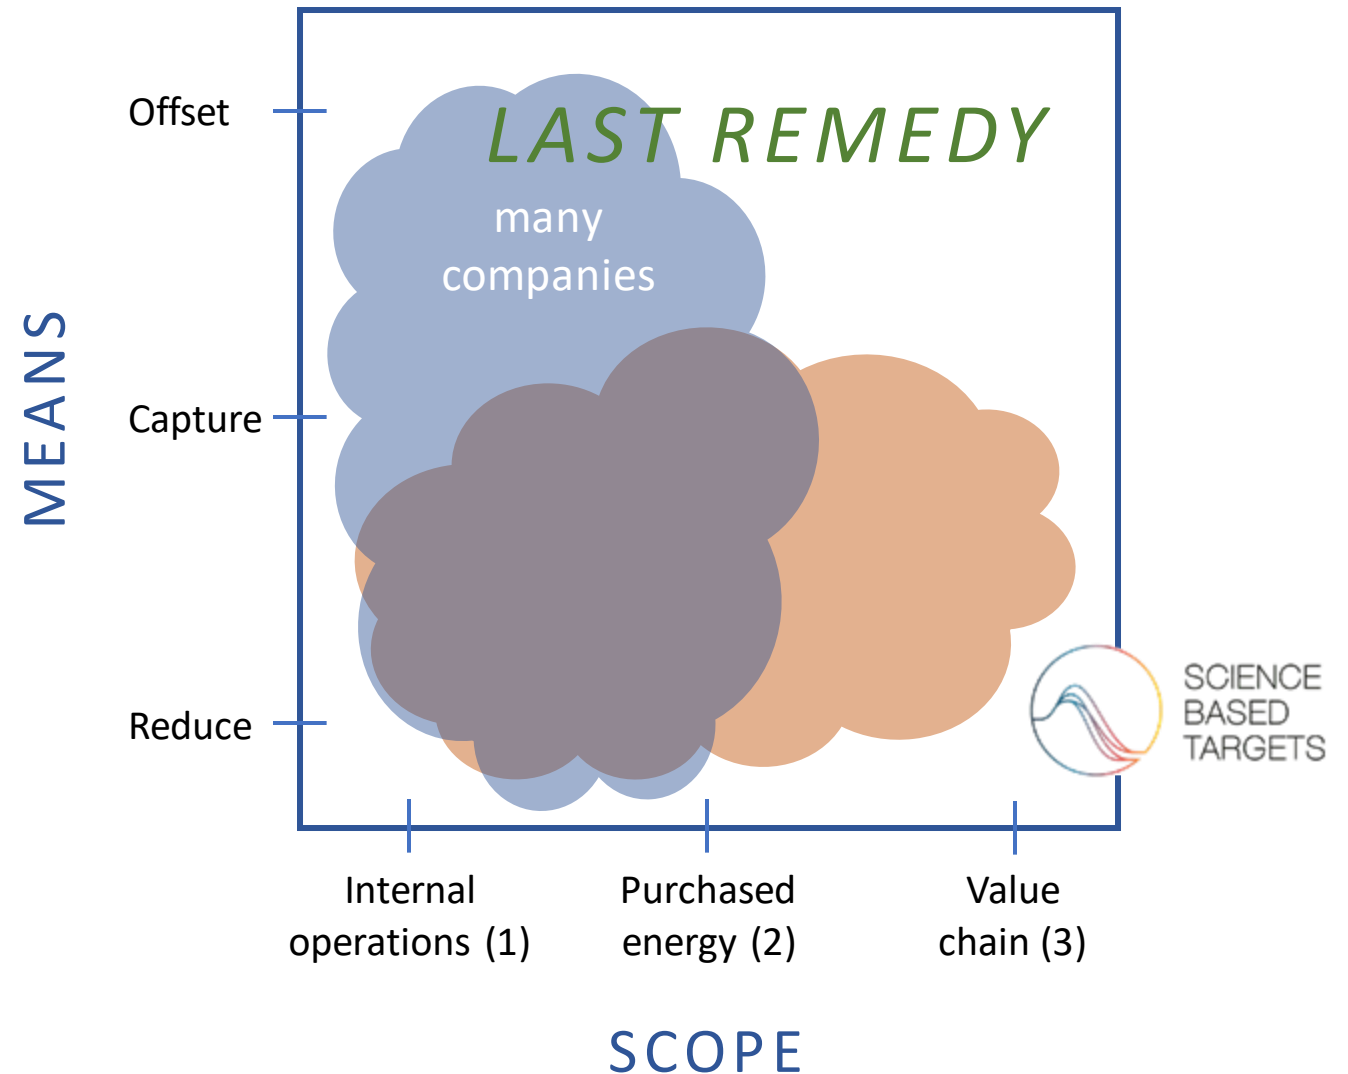 Offset
LAST REMEDY
many
companies
MEANS
Capture
Reduce
SCIENCE
BASED
TARGETS
Internal
operations (1)
Purchased
energy (2)
Value
chain (3)
SCOPE